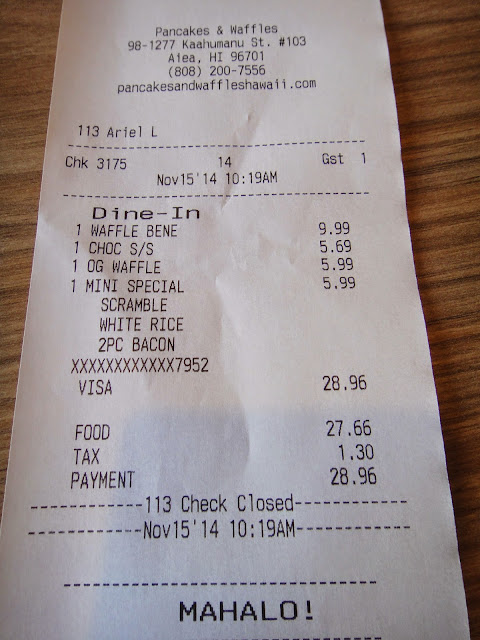 Pancakes & Waffles
98-1277 Kaahumanu St. #103
Aiea, HI 96701
(808) 200-7556
pancakesandwaffleshawaii.com
113 Ariel L
Chk 3175 14 Gst 1
Nov15'14 10:19AM
Dine-In
1 WAFFLE BENE 9.99
1 CHOC S/S 5.69
1 OG WAFFLE 5.99
1 MINI SPECIAL 5.99
SCRAMBLE
WHITE RICE
2PC BACON
XXXXXXXXXXXX7952
VISA 28.96
FOOD 27.66
TAX 1.30
PAYMENT 28.96
------------113 Check Closed------------
------------Nov15'14 10:19AM------------
MAHALO!